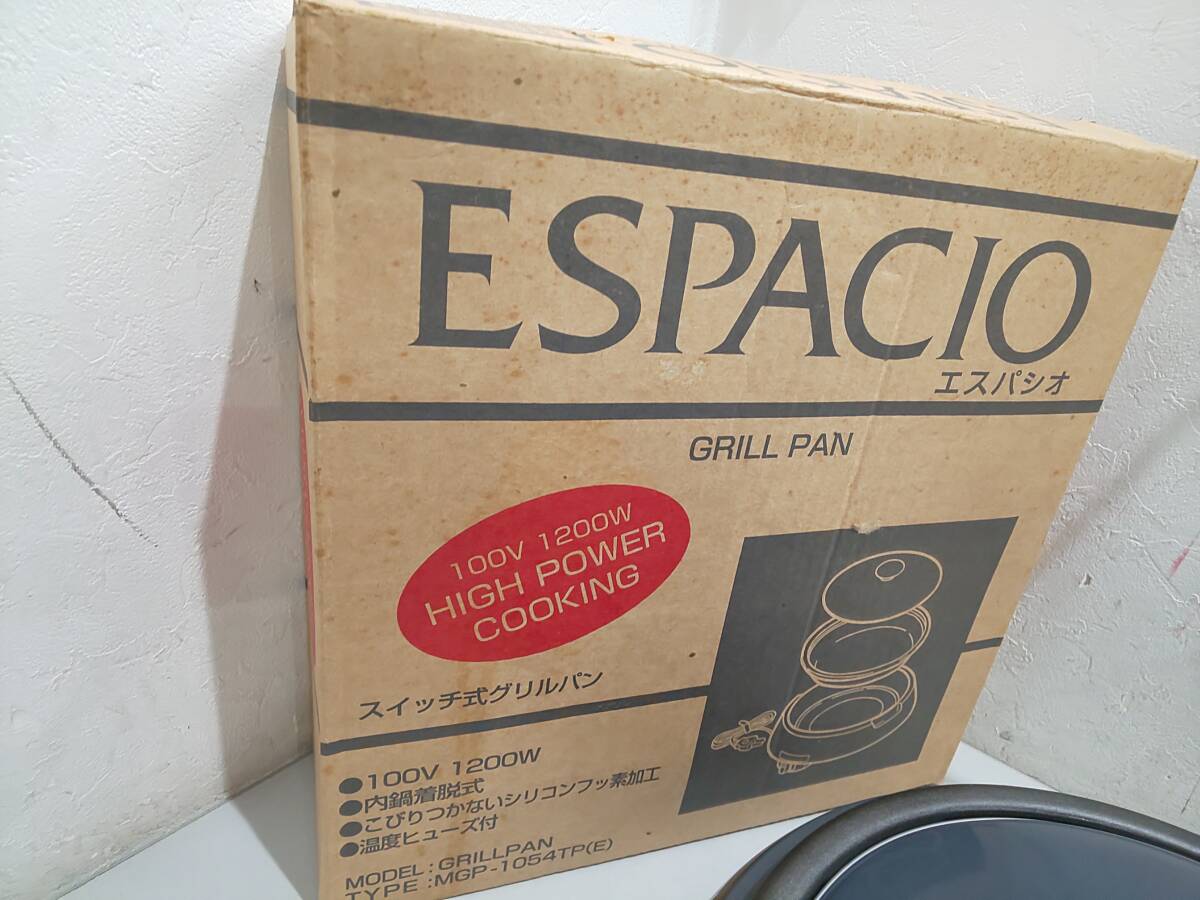 ESPACIO
エスパシオ
GRILL PAN
100V 1200W
HIGH POWER
COOKING
スイッチ式グリルパン
●100V 1200W
●内鍋着脱式
●こびりつかないシリコンフッ素加工
●温度ヒューズ付
MODEL:GRILLPAN
TYPE:MGP-1054TP(E)